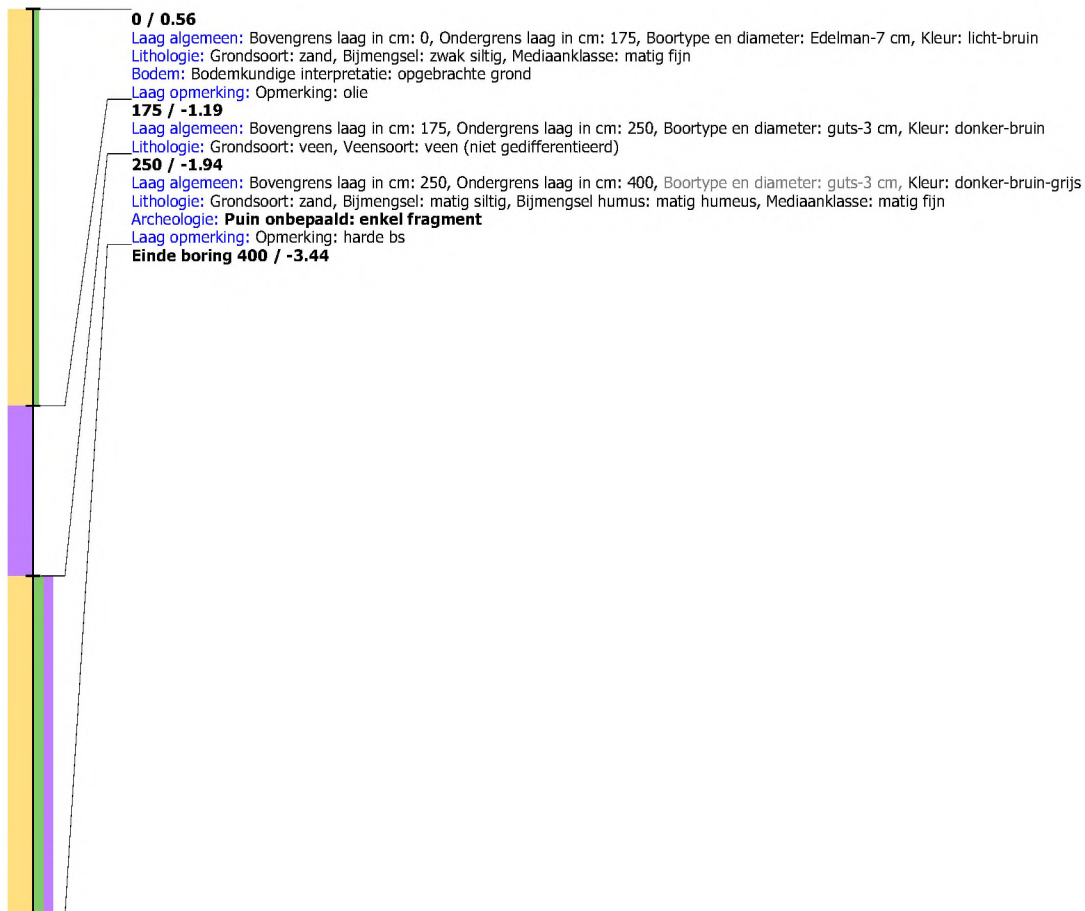 0 / 0.56
Laag algemeen: Bovengrens laag in cm: 0, Ondergrens laag in cm: 175, Boortype en diameter: Edelman-7 cm, Kleur: licht-bruin
Lithologie: Grondsoort: zand, Bijmengsel: zwak siltig, Mediaanklasse: matig fijn
Bodem: Bodemkundige interpretatie: opgebrachte grond
Laag opmerking: Opmerking: olie
175 / -1.19
Laag algemeen: Bovengrens laag in cm: 175, Ondergrens laag in cm: 250, Boortype en diameter: guts-3 cm, Kleur: donker-bruin
Lithologie: Grondsoort: veen, Veensoort: veen (niet gedifferentieerd)
250 / -1.94
Laag algemeen: Bovengrens laag in cm: 250, Ondergrens laag in cm: 400, Boortype en diameter: guts-3 cm, Kleur: donker-bruin-grijs
Lithologie: Grondsoort: zand, Bijmengsel: matig siltig, Bijmengsel humus: matig humeus, Mediaanklasse: matig fijn
Archeologie: Puin onbepaald: enkel fragment
Laag opmerking: Opmerking: harde bs
Einde boring 400 / -3.44